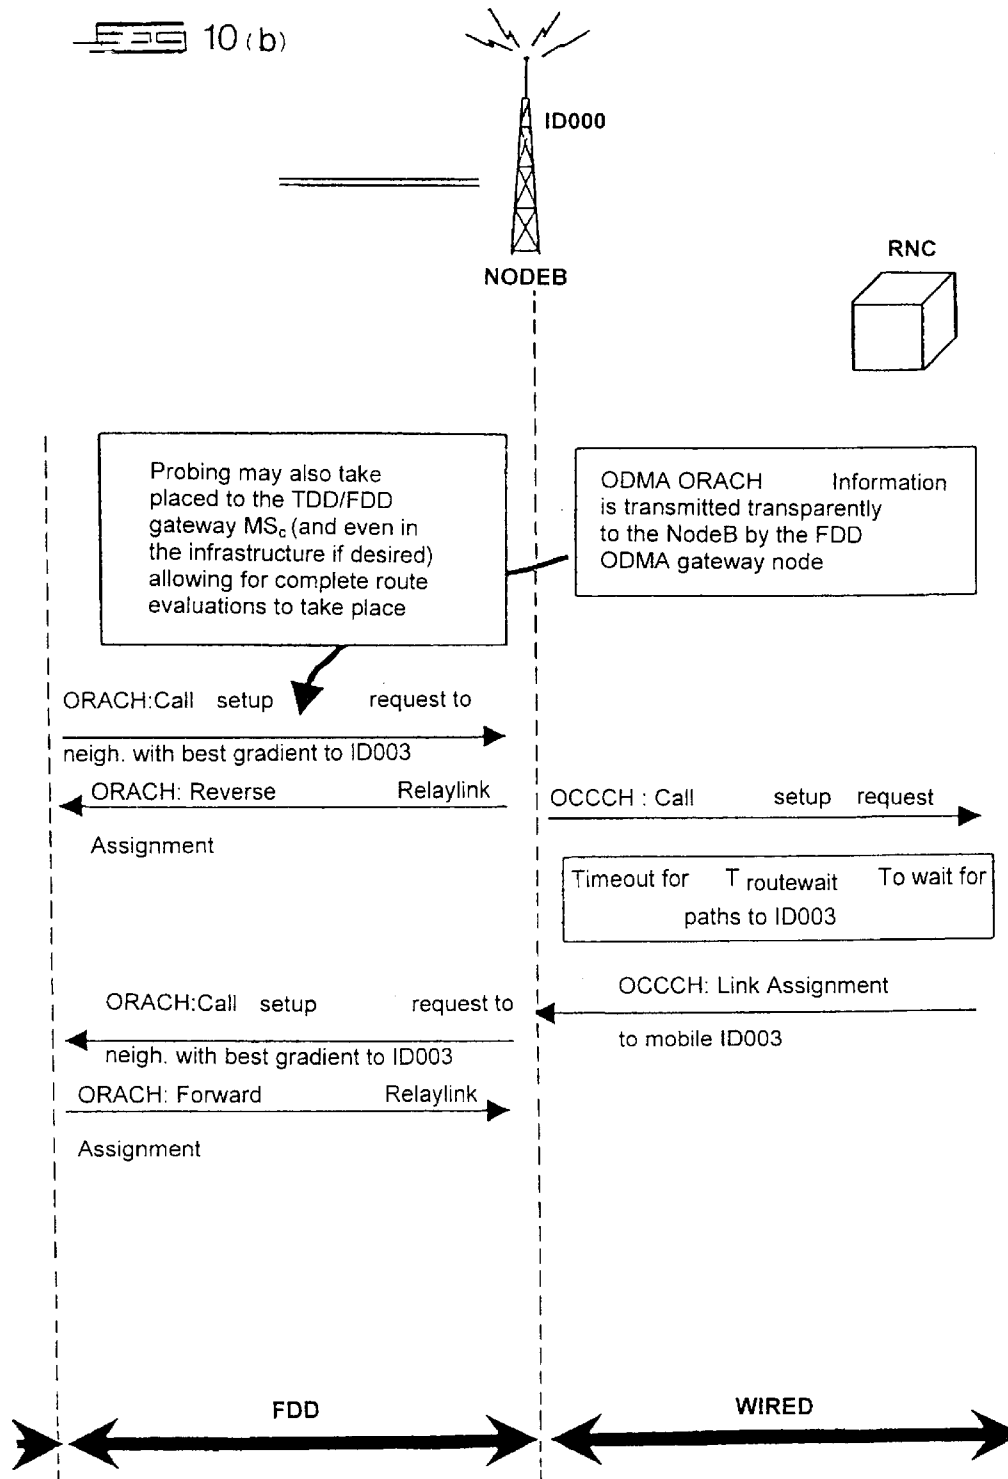 FIG 10 (b)
ID000
NODEB
RNC
Probing may also take
placed to the TDD/FDD
gateway MSc (and even in
the infrastructure if desired)
allowing for complete route
evaluations to take place
ODMA ORACH Information
is transmitted transparently
to the NodeB by the FDD
ODMA gateway node
ORACH:Call setup request to
neigh. with best gradient to ID003
ORACH: Reverse Relaylink
Assignment
OCCCH : Call setup request
Timeout for T routewait To wait for
paths to ID003
OCCCH: Link Assignment
to mobile ID003
ORACH:Call setup request to
neigh. with best gradient to ID003
ORACH: Forward Relaylink
Assignment
FDD
WIRED